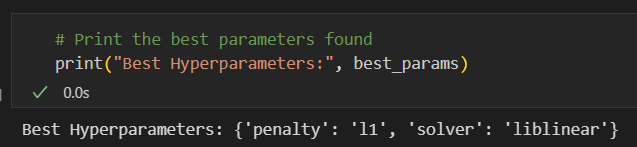 # Print the best parameters found
print("Best Hyperparameters:", best_params)
0.0s
Best Hyperparameters: {'penalty': 'l1', 'solver': 'liblinear'}